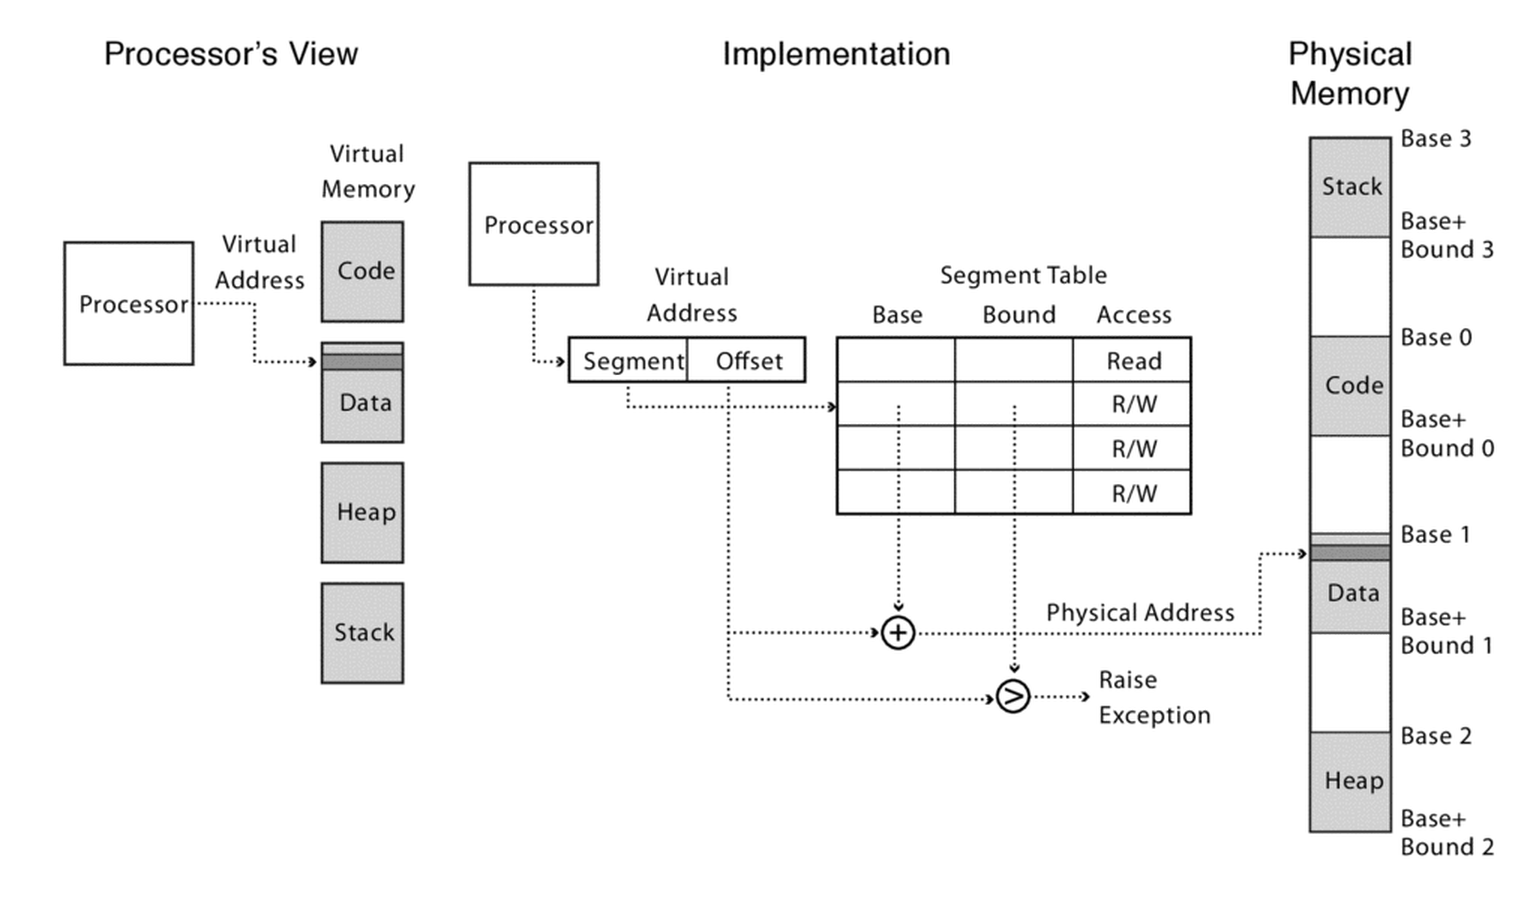 Processor's View
Implementation
Physical
Memory
Virtual
Memory
Processor
Virtual
Address
Code
Data
Heap
Stack
Processor
Virtual
Address
Segment
Offset
Segment Table
Base
Bound
Access
Read
R/W
R/W
R/W
+
>
Physical Address
Raise
Exception
Base 3
Stack
Base+
Bound 3
Base 0
Code
Base+
Bound 0
Base 1
Data
Base+
Bound 1
Base 2
Heap
Base+
Bound 2